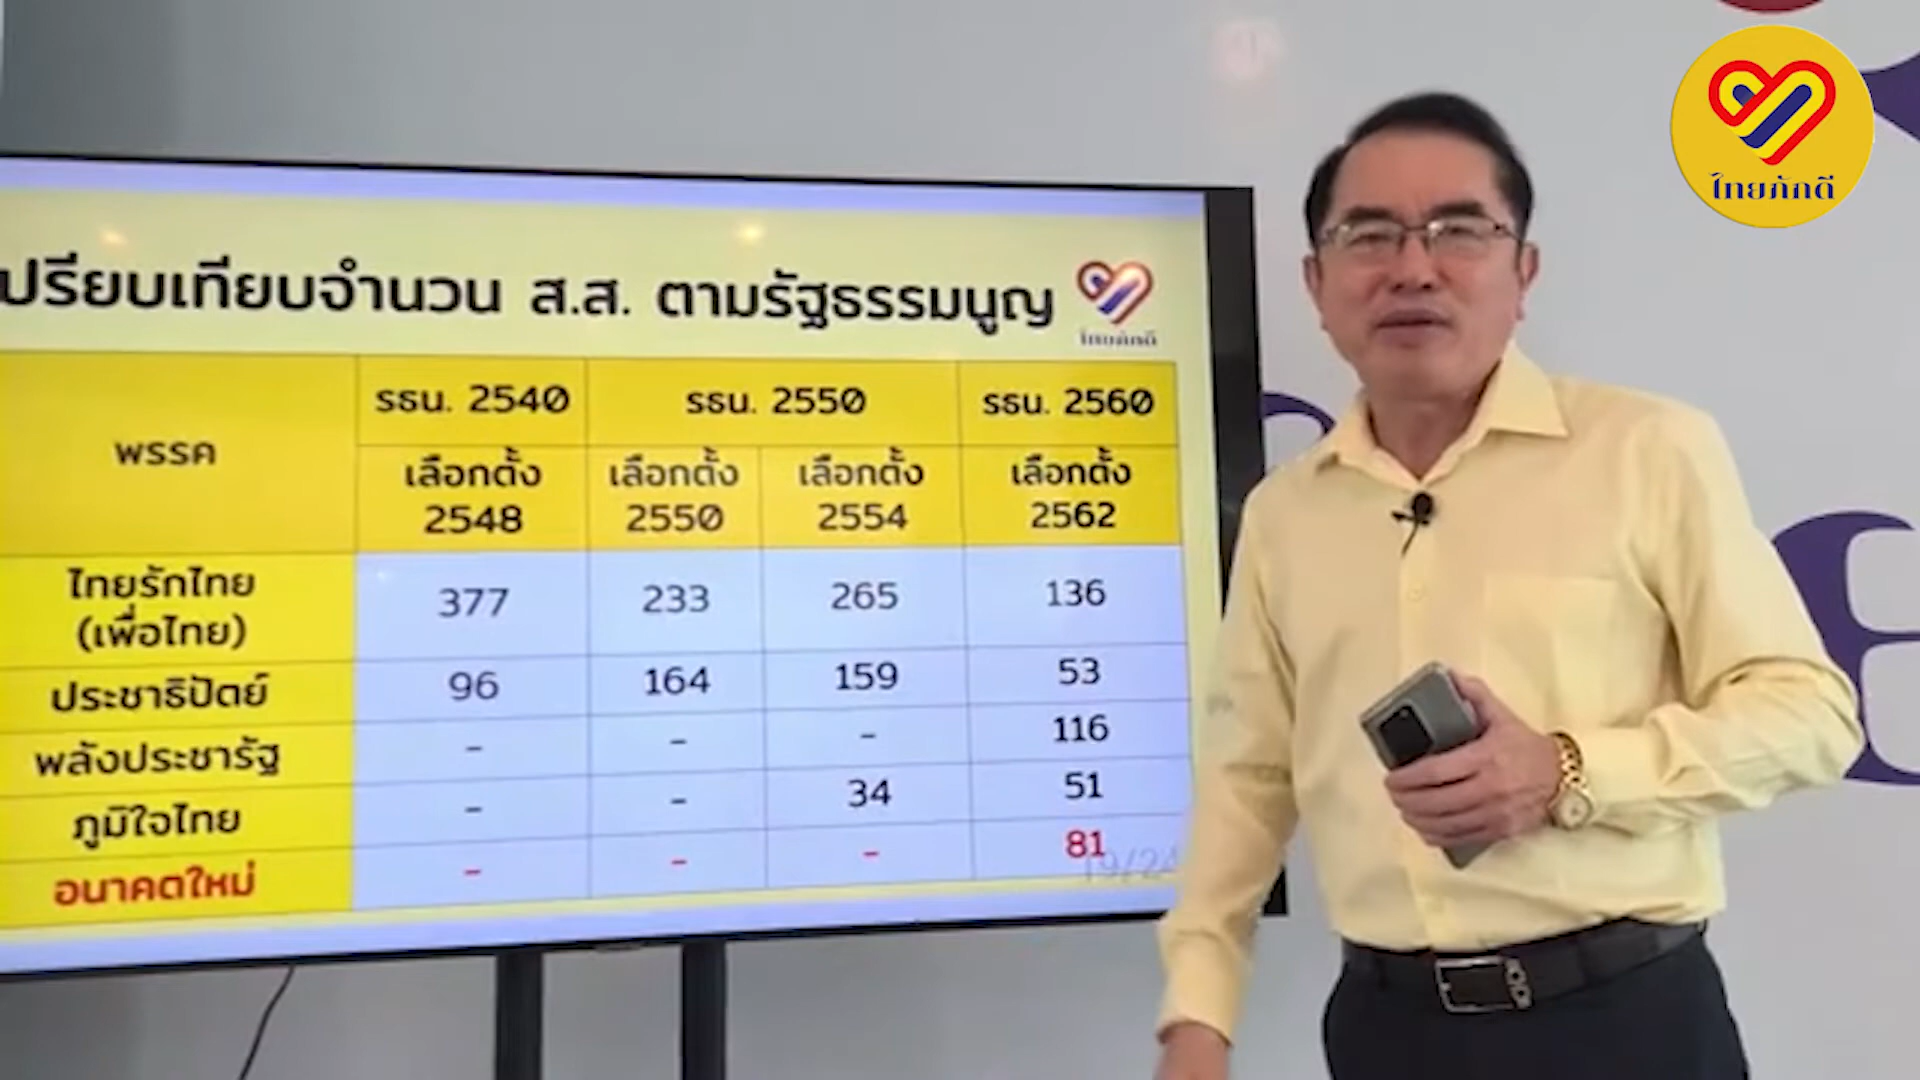 ไทยภักดี
เปรียบเทียบจำนวน ส.ส. ตามรัฐธรรมนูญ
ไทยภักดี
พรรค
รธน. 2540
รธน. 2550
รธน. 2560
เลือกตั้ง
2548
เลือกตั้ง
2550
เลือกตั้ง
2554
เลือกตั้ง
2562
ไทยรักไทย
(เพื่อไทย)
377
233
265
136
ประชาธิปัตย์
96
164
159
53
พลังประชารัฐ
-
-
-
116
ภูมิใจไทย
-
-
34
51
อนาคตใหม่
-
-
-
81
19/24